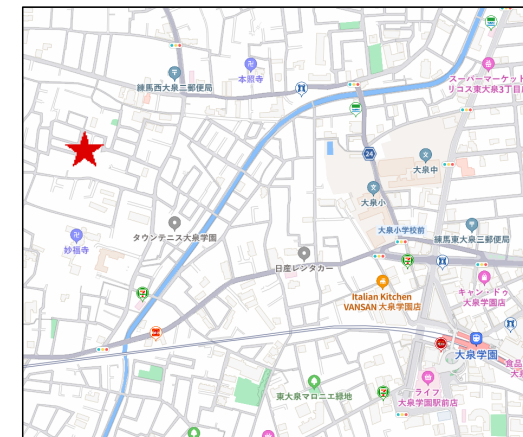 スーパーマーケット
リコス東大泉3丁目店
本照寺
練馬西大泉三郵便局
24
大泉中
大泉小
妙福寺
タウンテニス大泉学園
大泉小学校前
練馬東大泉三郵便局
日産レンタカー
キャン・ドゥ
大泉学園店
Italian Kitchen
VANSAN 大泉学園店
大泉学園
食品
東大泉マロニエ緑地
ライフ
大泉学園駅前店